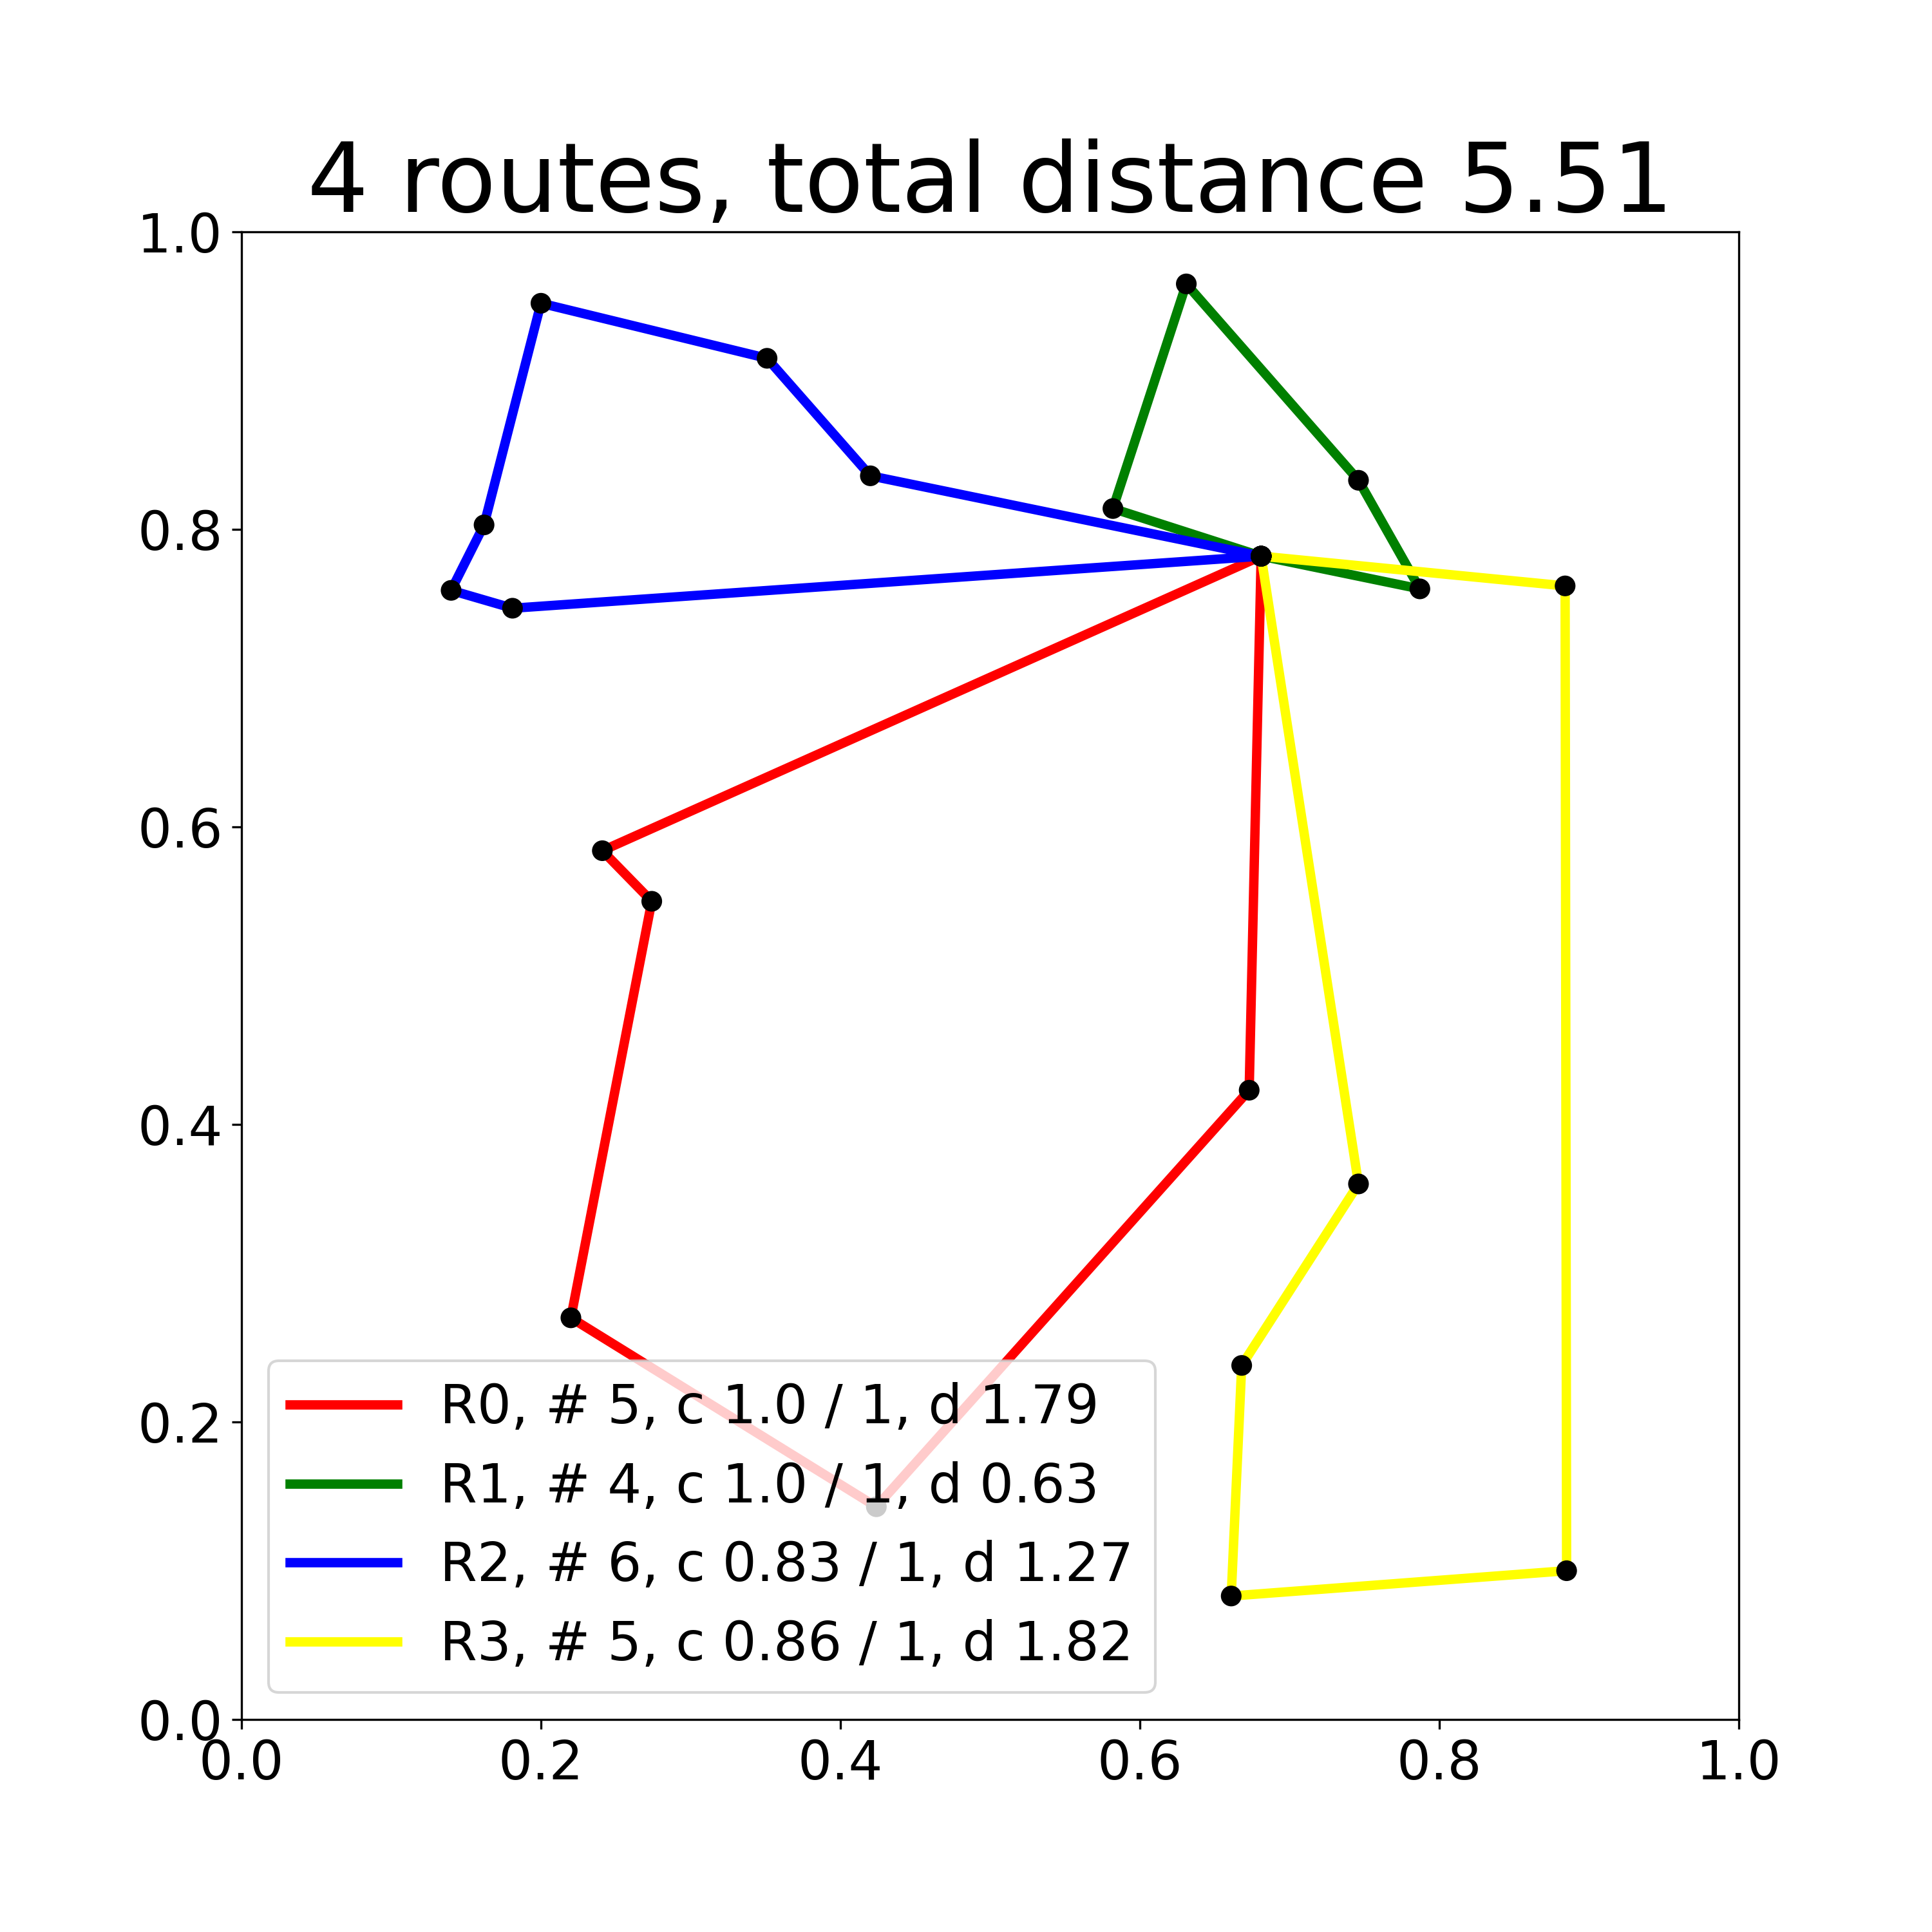 4 routes, total distance 5.51
1.0
0.8
0.6
0.4
0.2
0.0
R0, # 5, c 1.0 / 1, d 1.79
R1, # 4, c 1.0 / 1, d 0.63
R2, # 6, c 0.83 / 1, d 1.27
R3, # 5, c 0.86 / 1, d 1.82
0.0 0.2 0.4 0.6 0.8 1.0